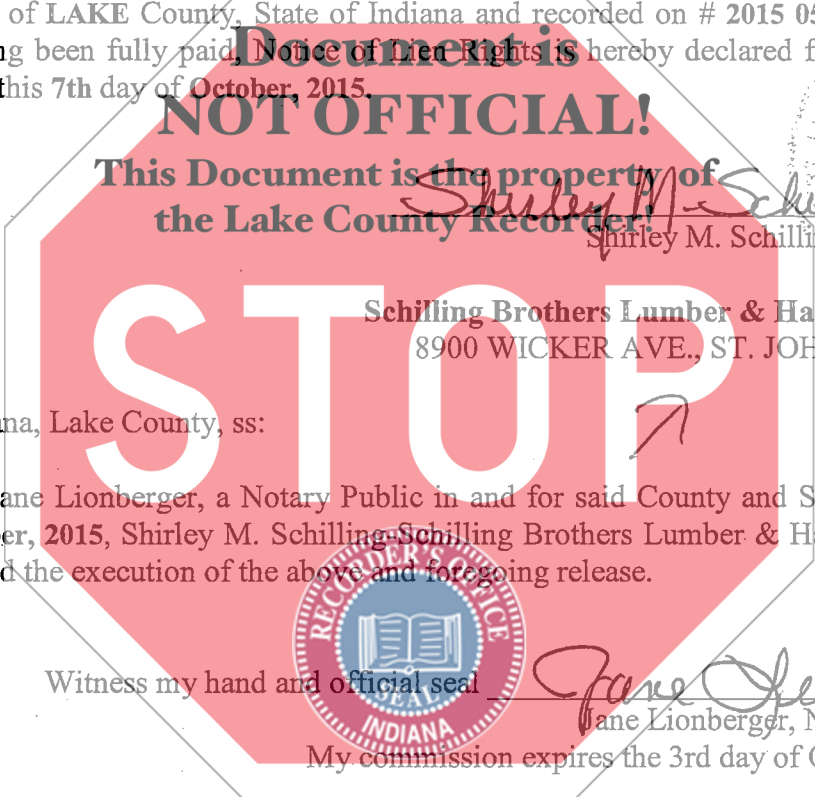 of LAKE County, State of Indiana and recorded on # 2015 05
g been fully paid, Notice of Lien Rights is hereby declared f
this 7th day of October, 2015.
Document is
NOT OFFICIAL!
This Document is the property of
the Lake County Recorder!
Shirley M. Schi
Shirley M. Schilli
Schilling Brothers Lumber & Ha
8900 WICKER AVE., ST. JOH
STOP
na, Lake County, ss:
ane Lionberger, a Notary Public in and for said County and S
er, 2015, Shirley M. Schilling-Schilling Brothers Lumber & H
d the execution of the above and foregoing release.
RECORDER'S OFFICE
SEAL
INDIANA
Witness my hand and official seal
Jane
Jane Lionberger, N
My commission expires the 3rd day of O